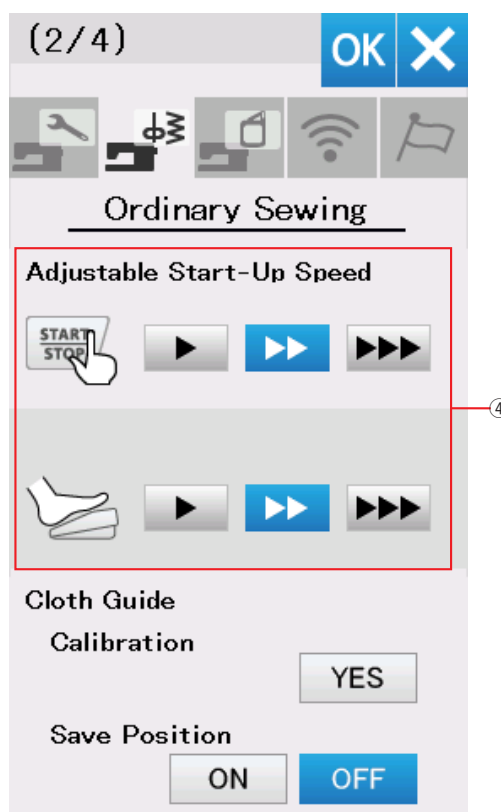 (2/4)
OK
Ordinary Sewing
Adjustable Start-Up Speed
START
STOP
④
Cloth Guide
Calibration
YES
Save Position
ON OFF